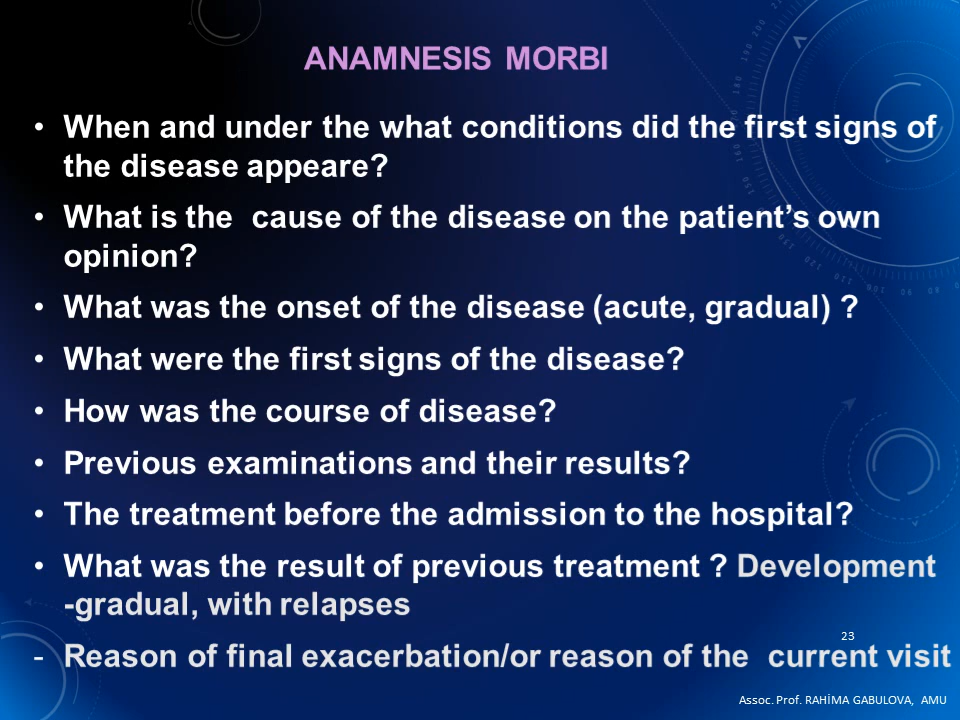 ANAMNESIS MORBI
• When and under the what conditions did the first signs of
the disease appeare?
• What is the  cause of the disease on the patient’s own
opinion?
• What was the onset of the disease (acute, gradual) ?
• What were the first signs of the disease?
• How was the course of disease?
• Previous examinations and their results?
• The treatment before the admission to the hospital?
• What was the result of previous treatment ? Development
-gradual, with relapses
23
- Reason of final exacerbation/or reason of the  current visit
Assoc. Prof. RAHİMA GABULOVA, AMU